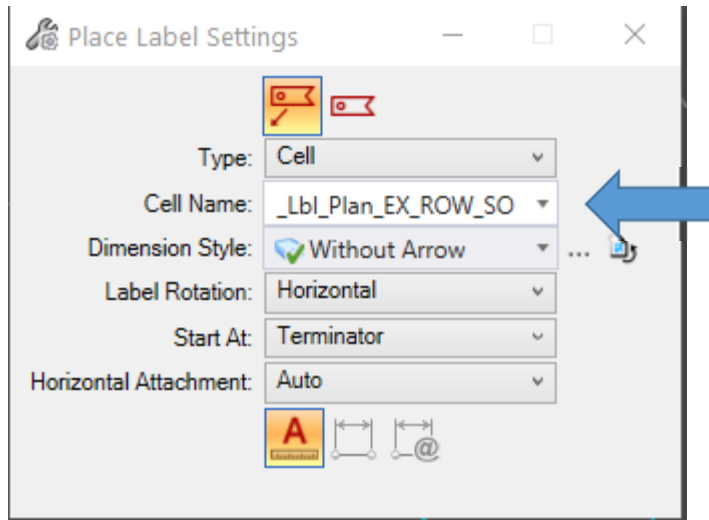 Place Label Settings
Type: Cell
Cell Name: _Lbl_Plan_EX_ROW_SO
Dimension Style: Without Arrow ...
Label Rotation: Horizontal
Start At: Terminator
Horizontal Attachment: Auto
A @